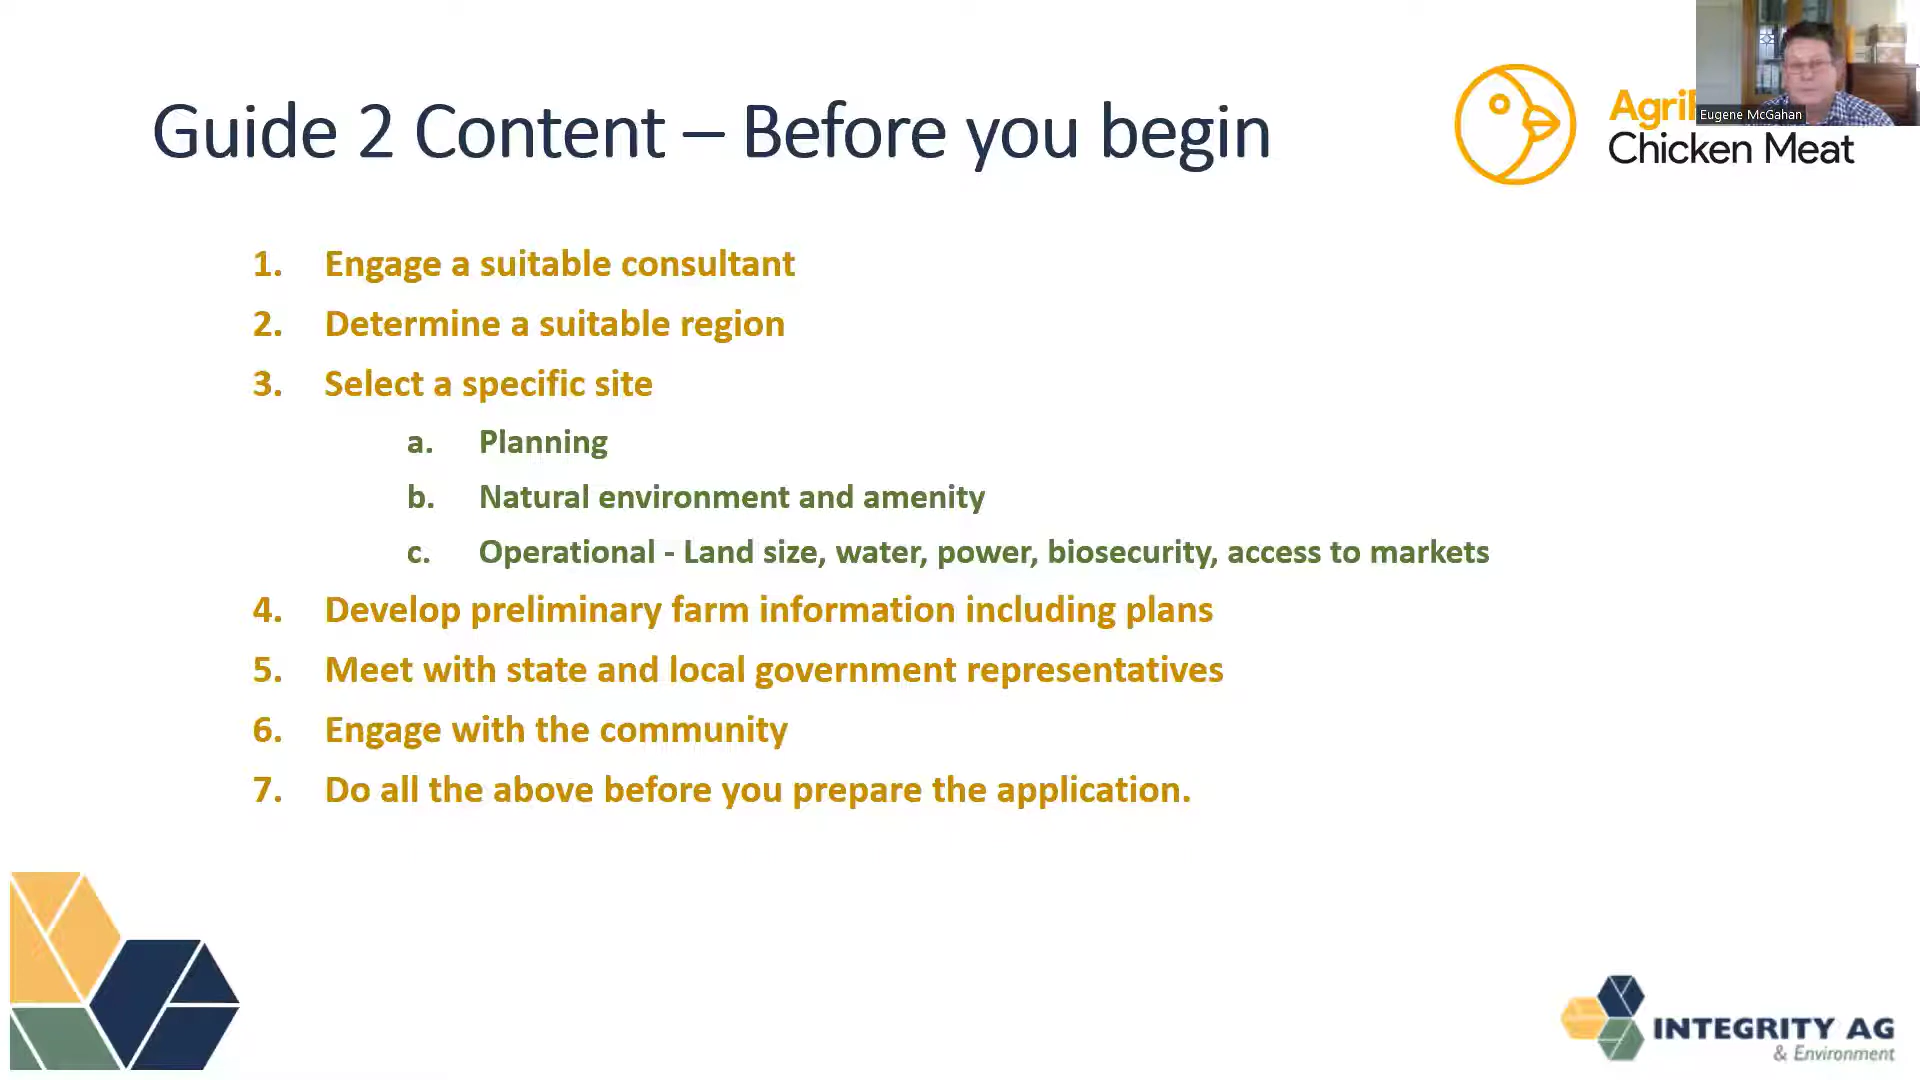 Guide 2 Content – Before you begin
Eugene McGahan
Chicken Meat
1. Engage a suitable consultant
2. Determine a suitable region
3. Select a specific site
a. Planning
b. Natural environment and amenity
c. Operational - Land size, water, power, biosecurity, access to markets
4. Develop preliminary farm information including plans
5. Meet with state and local government representatives
6. Engage with the community
7. Do all the above before you prepare the application.
INTEGRITY AG
& Environment